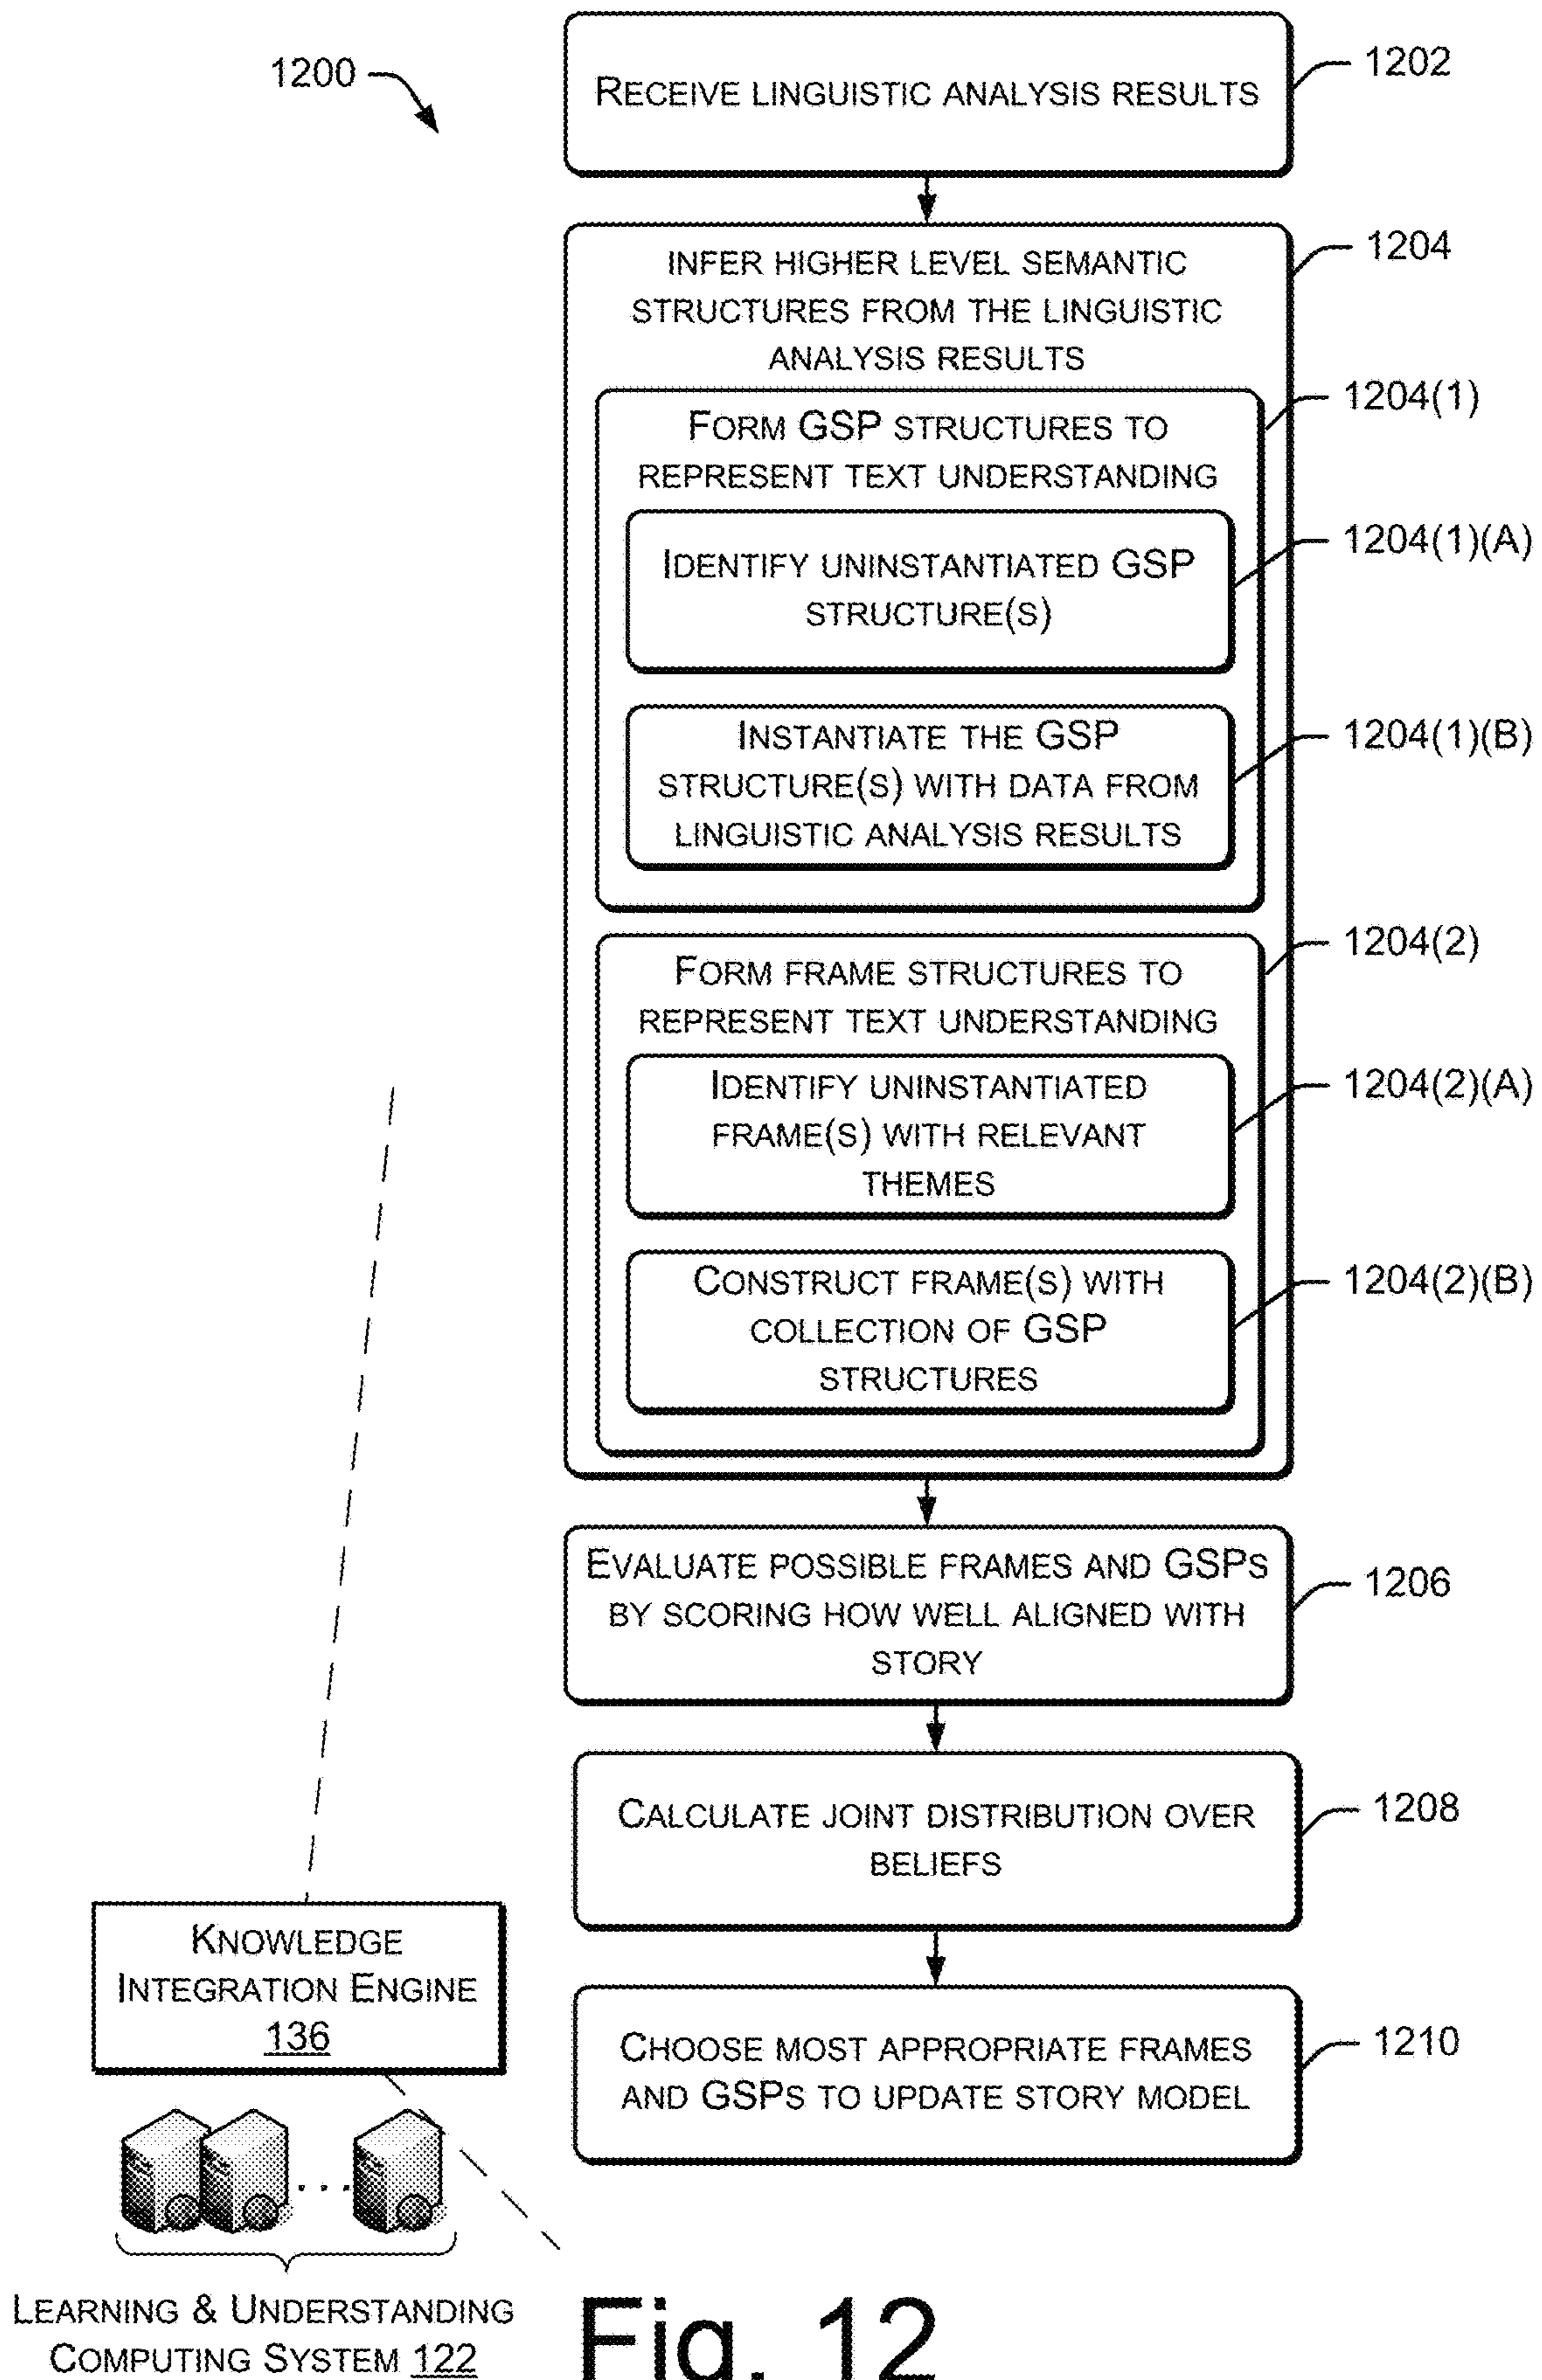 1200
RECEIVE LINGUISTIC ANALYSIS RESULTS
1202
INFER HIGHER LEVEL SEMANTIC
STRUCTURES FROM THE LINGUISTIC
ANALYSIS RESULTS
1204
FORM GSP STRUCTURES TO
REPRESENT TEXT UNDERSTANDING
1204(1)
IDENTIFY UNINSTANTIATED GSP
STRUCTURE(S)
1204(1)(A)
INSTANTIATE THE GSP
STRUCTURE(S) WITH DATA FROM
LINGUISTIC ANALYSIS RESULTS
1204(1)(B)
FORM FRAME STRUCTURES TO
REPRESENT TEXT UNDERSTANDING
1204(2)
IDENTIFY UNINSTANTIATED
FRAME(S) WITH RELEVANT
THEMES
1204(2)(A)
CONSTRUCT FRAME(S) WITH
COLLECTION OF GSP
STRUCTURES
1204(2)(B)
EVALUATE POSSIBLE FRAMES AND GSPS
BY SCORING HOW WELL ALIGNED WITH
STORY
1206
CALCULATE JOINT DISTRIBUTION OVER
BELIEFS
1208
CHOOSE MOST APPROPRIATE FRAMES
AND GSPS TO UPDATE STORY MODEL
1210
KNOWLEDGE
INTEGRATION ENGINE
136
...
LEARNING & UNDERSTANDING
COMPUTING SYSTEM 122
Fig. 12